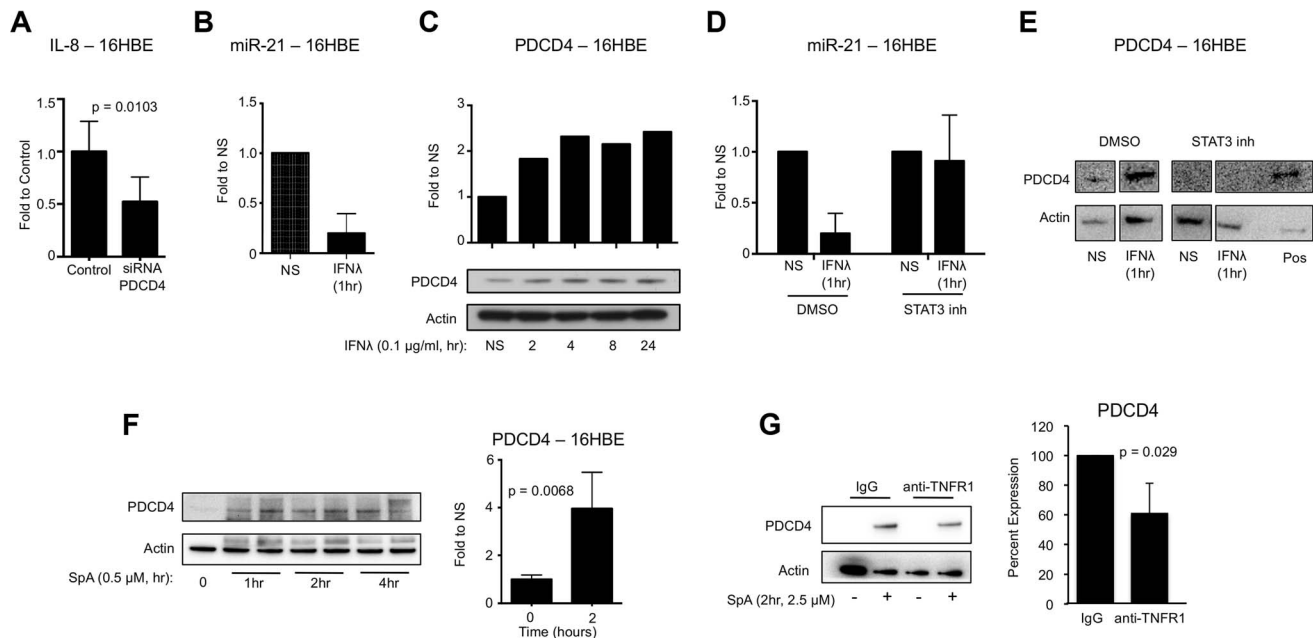 A
IL-8 – 16HBE
Fold to Control
1.5
1.0
0.5
0
p = 0.0103
Control
siRNA
PDCD4
B
miR-21 – 16HBE
Fold to NS
1.5
1.0
0.5
0
NS
IFNλ
(1hr)
C
PDCD4 – 16HBE
Fold to NS
3
2
1
0
PDCD4
Actin
IFNλ (0.1 µg/ml, hr): NS 2 4 8 24
D
miR-21 – 16HBE
Fold to NS
1.5
1.0
0.5
0
NS IFNλ NS IFNλ
(1hr) (1hr)
DMSO STAT3 inh
E
PDCD4 – 16HBE
DMSO STAT3 inh
PDCD4
Actin
NS IFNλ NS IFNλ Pos
(1hr) (1hr)
F
PDCD4
Actin
SpA (0.5 µM, hr): 0 1hr 2hr 4hr
PDCD4 – 16HBE
Fold to NS
6
4
2
0
p = 0.0068
0 2
Time (hours)
G
IgG anti-TNFR1
PDCD4
Actin
SpA (2hr, 2.5 µM) - + - +
PDCD4
Percent Expression
120
100
80
60
40
20
0
p = 0.029
IgG anti-TNFR1